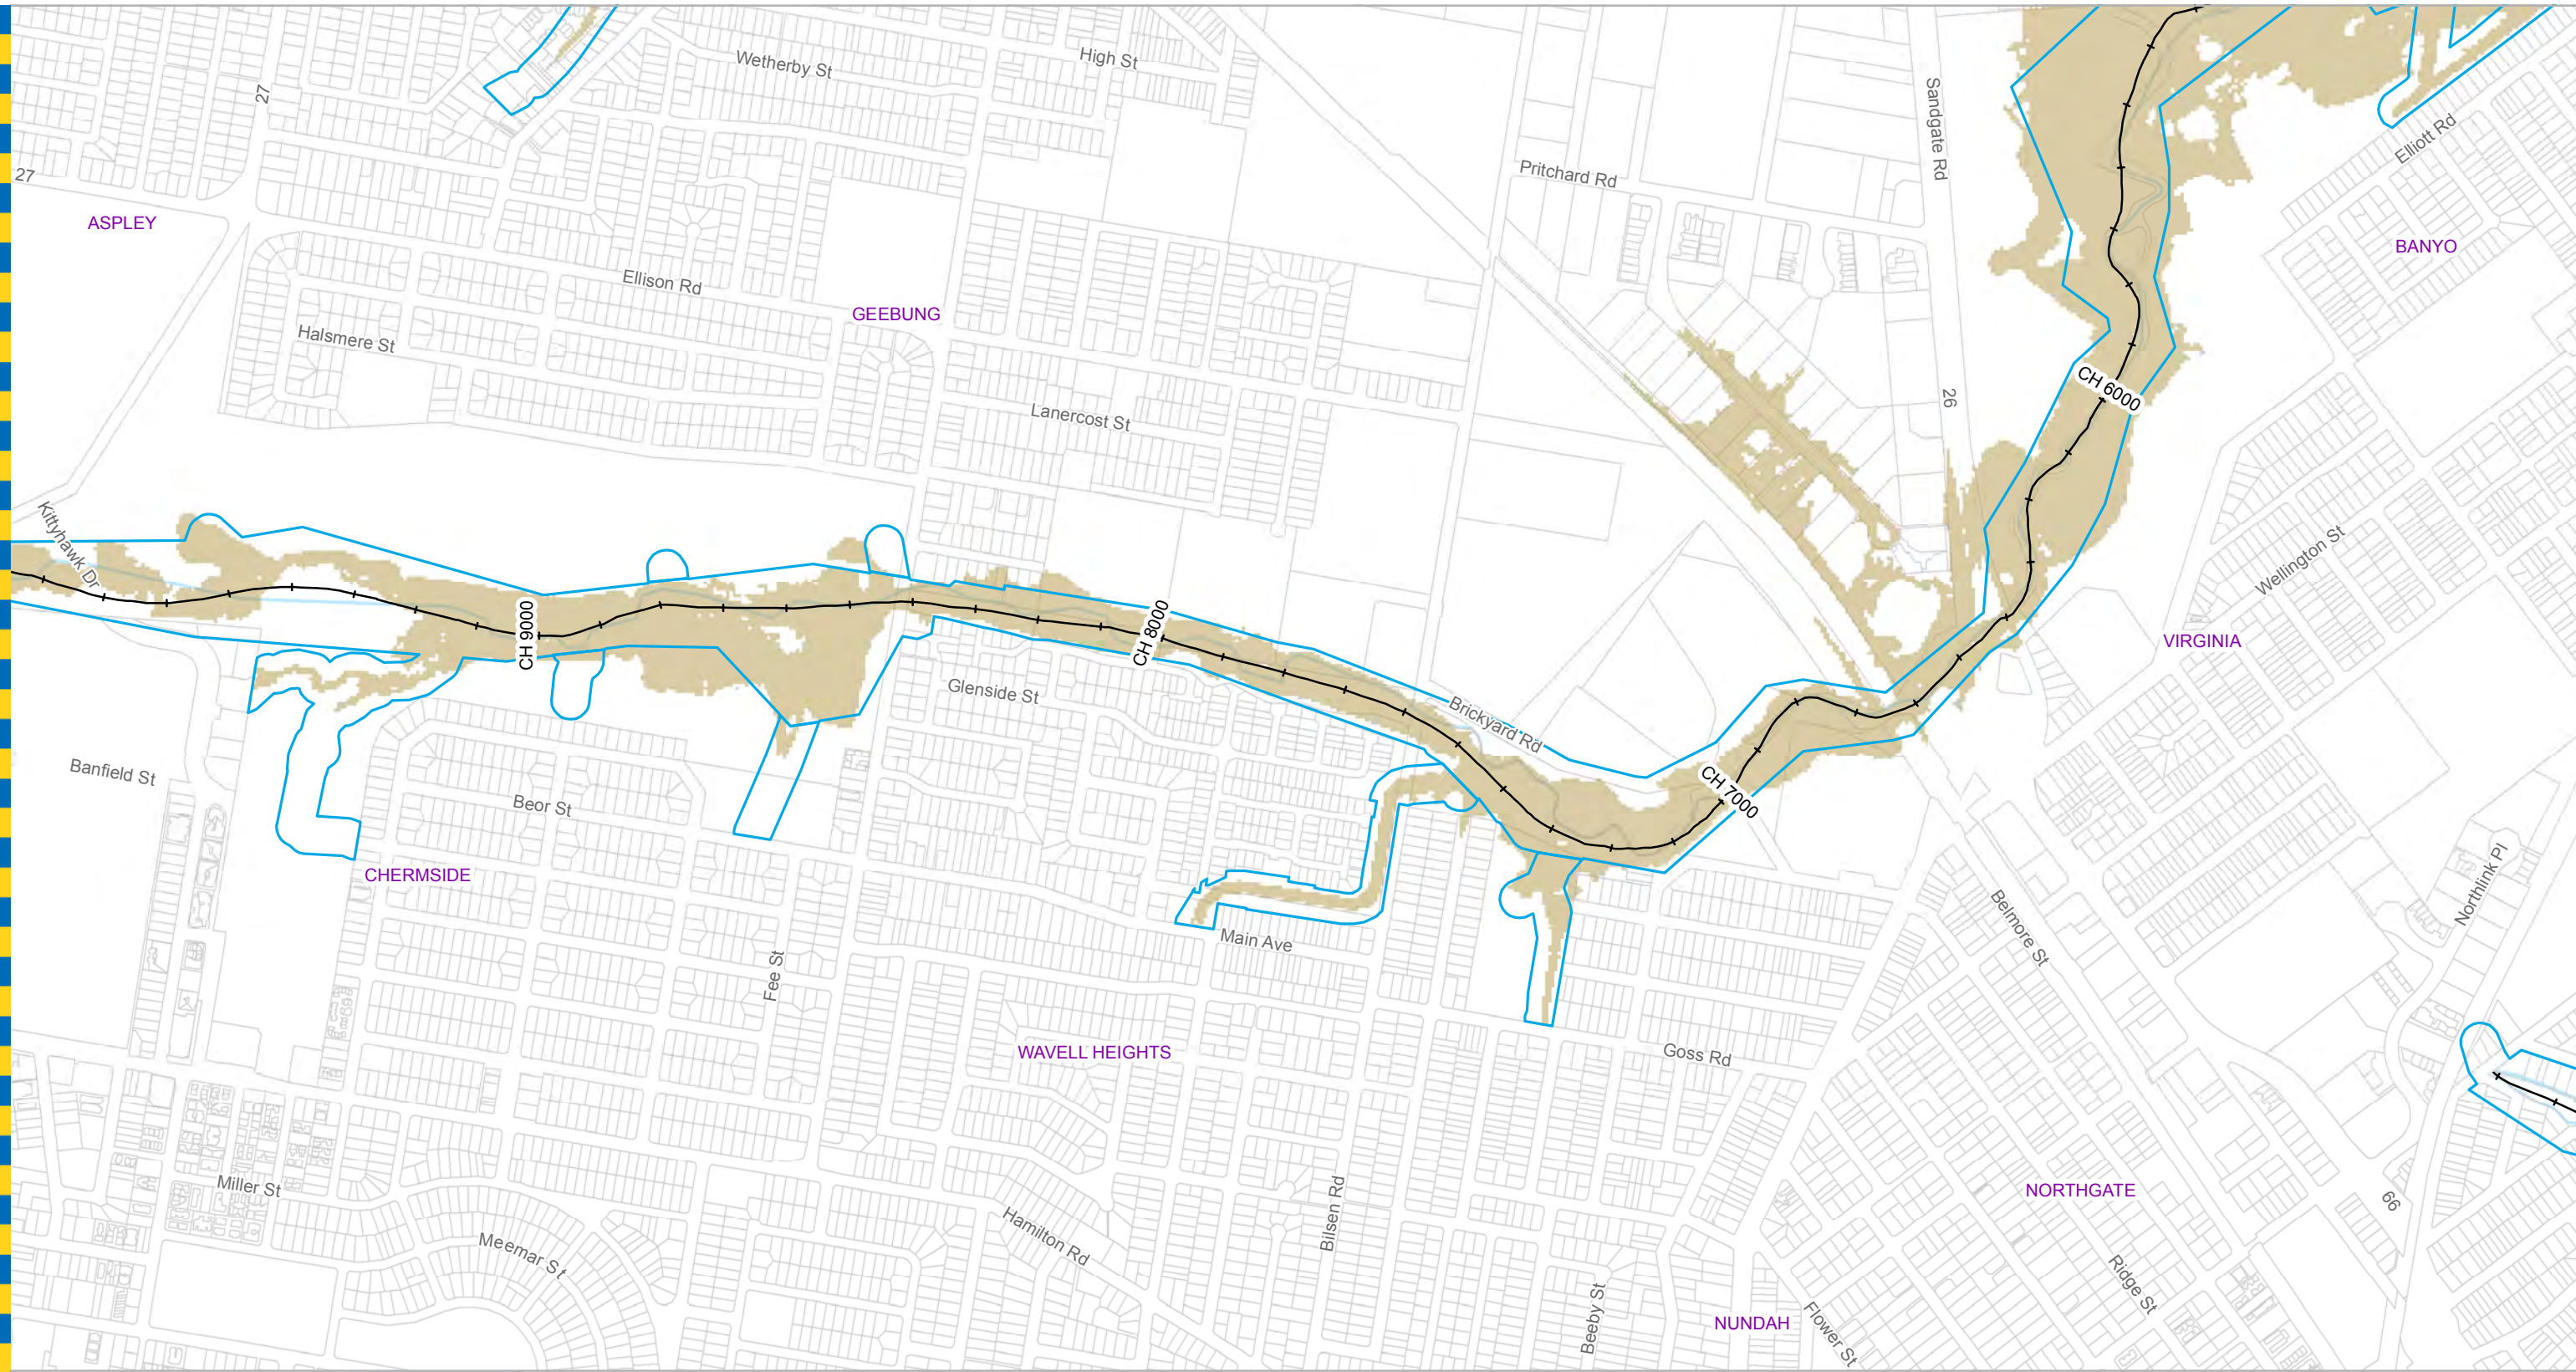 Wetherby St
High St
27
Sandgate Rd
Elliott Rd
27
Pritchard Rd
ASPLEY
BANYO
Ellison Rd
GEEBUNG
Halsmere St
CH 6000
26
Lanercost St
Kittyhawk Dr
Wellington St
CH 9000
CH 8000
VIRGINIA
Glenside St
Brickyard Rd
Banfield St
CH 7000
Beor St
CHERMSIDE
Northlink Pl
Belmore St
Main Ave
Fee St
WAVELL HEIGHTS
Goss Rd
Miller St
NORTHGATE
66
Bilsen Rd
Hamilton Rd
Meemar St
Ridge St
Beeby St
NUNDAH
Flower St